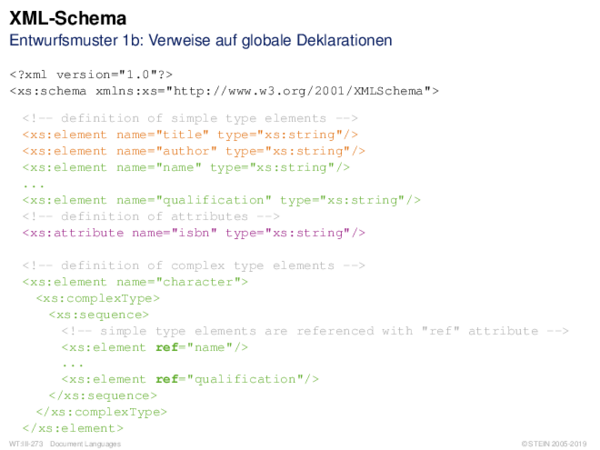 XML-Schema
Entwurfsmuster 1b: Verweise auf globale Deklarationen
<?xml version="1.0"?>
<xs:schema xmlns:xs="http://www.w3.org/2001/XMLSchema">
<!-- definition of simple type elements -->
<xs:element name="title" type="xs:string"/>
<xs:element name="author" type="xs:string"/>
<xs:element name="name" type="xs:string"/>
...
<xs:element name="qualification" type="xs:string"/>
<!-- definition of attributes -->
<xs:attribute name="isbn" type="xs:string"/>
<!-- definition of complex type elements -->
<xs:element name="character">
<xs:complexType>
<xs:sequence>
<!-- simple type elements are referenced with "ref" attribute -->
<xs:element ref="name"/>
...
<xs:element ref="qualification"/>
</xs:sequence>
</xs:complexType>
</xs:element>
WT:III-273 Document Languages © STEIN 2005-2019